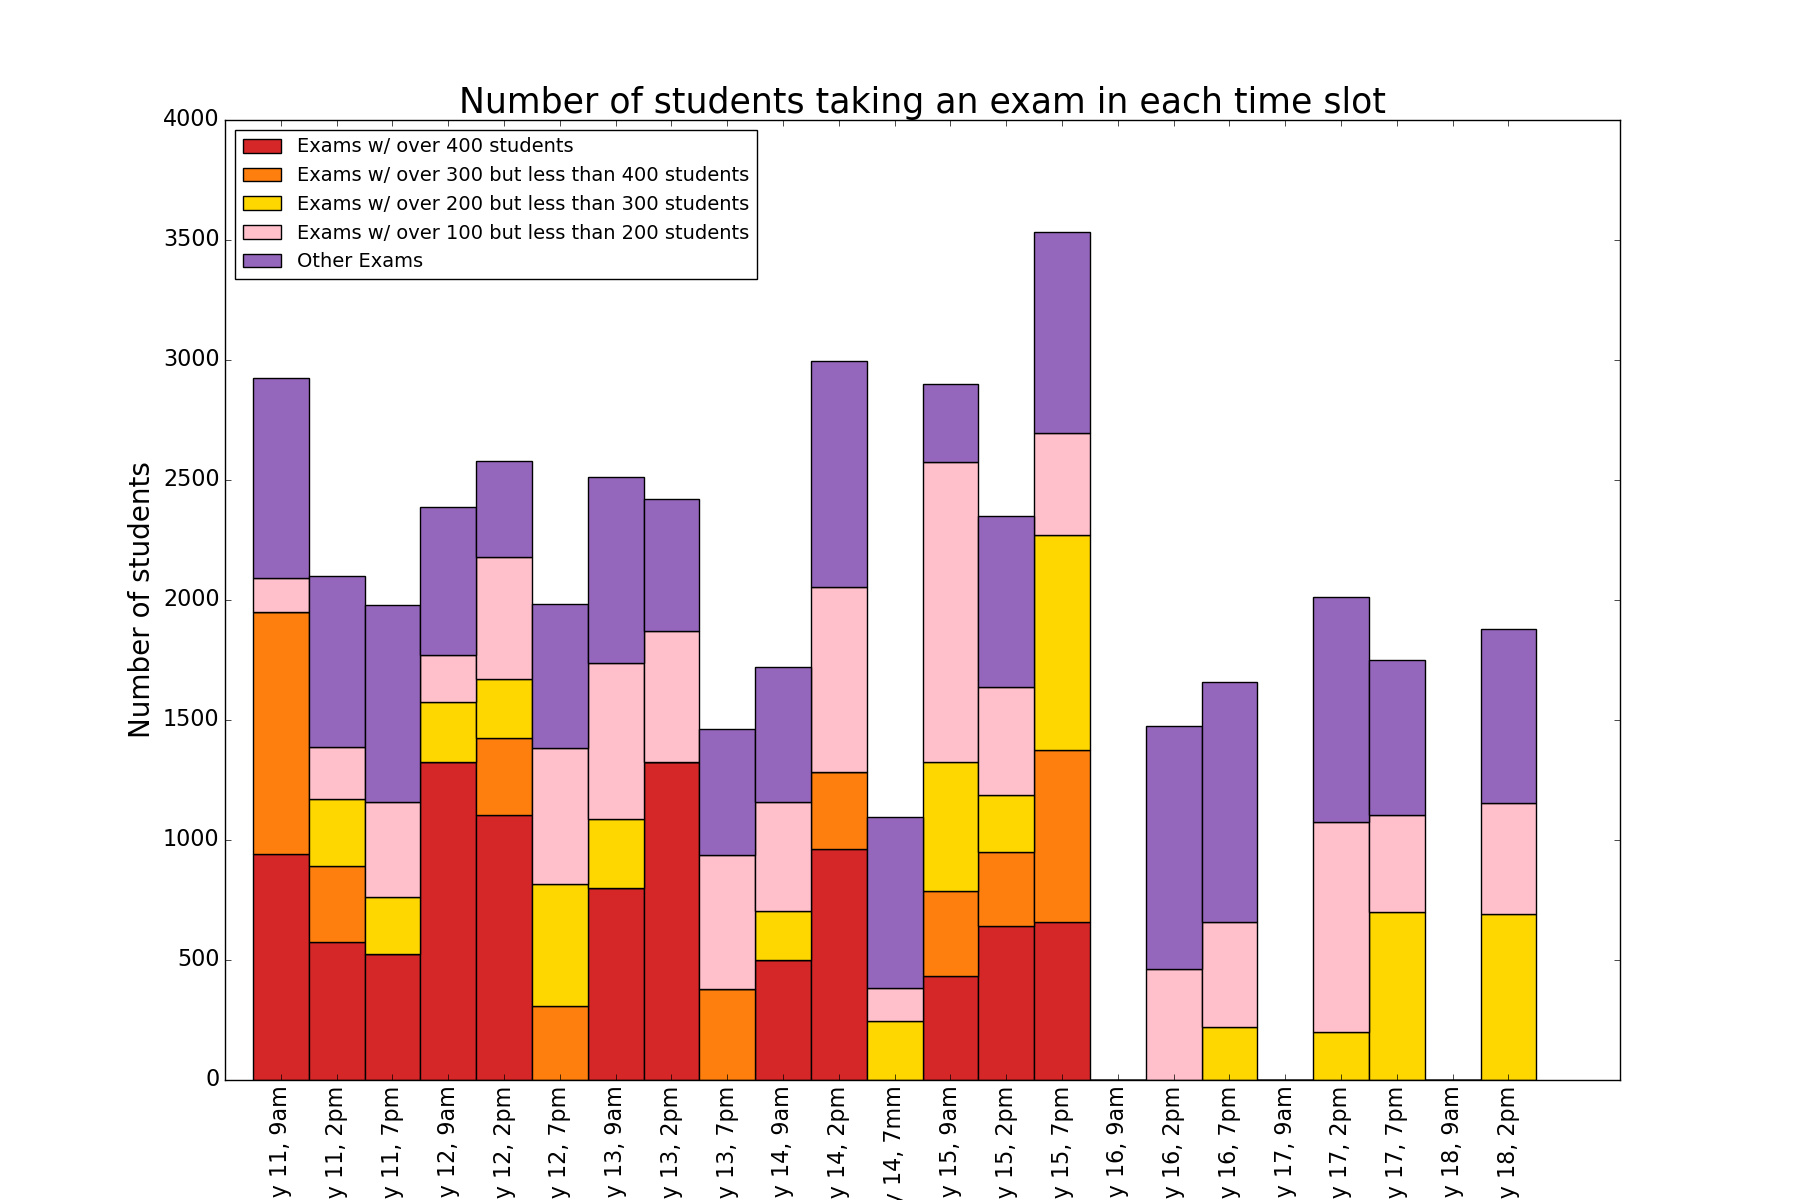 Number of students taking an exam in each time slot
4000
3500
3000
2500
2000
1500
1000
500
0
Number of students
Exams w/ over 400 students
Exams w/ over 300 but less than 400 students
Exams w/ over 200 but less than 300 students
Exams w/ over 100 but less than 200 students
Other Exams
y 11, 9am
y 11, 2pm
y 11, 7pm
y 12, 9am
y 12, 2pm
y 12, 7pm
y 13, 9am
y 13, 2pm
y 13, 7pm
y 14, 9am
y 14, 2pm
y 14, 7mm
y 15, 9am
y 15, 2pm
y 15, 7pm
y 16, 9am
y 16, 2pm
y 16, 7pm
y 17, 9am
y 17, 2pm
y 17, 7pm
y 18, 9am
y 18, 2pm